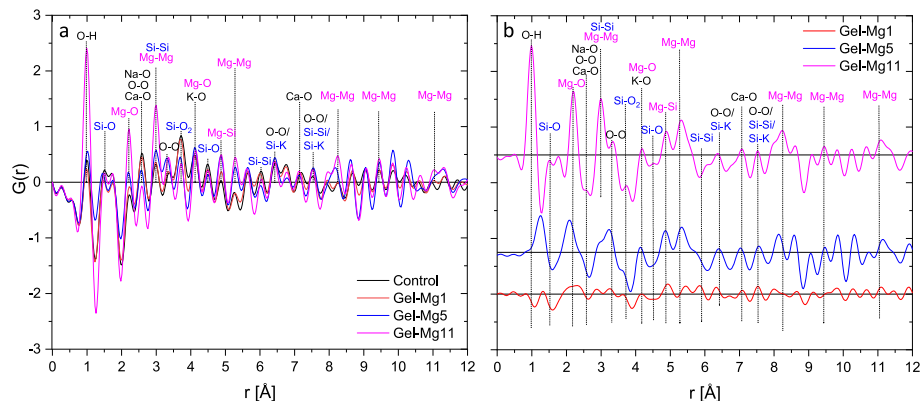 a
O-H
Si-O
Mg-O
Na-O
O-O
Ca-O
Si-Si
Mg-Mg
O-O
Si-O2
Mg-O
K-O
Si-O
Mg-Si
Mg-Mg
Si-Si
O-O/
Si-K
Ca-O
O-O/
Si-Si/
Si-K
Mg-Mg
Mg-Mg
Mg-Mg
G(r)
3
2
1
0
-1
-2
-3
Control
Gel-Mg1
Gel-Mg5
Gel-Mg11
0 1 2 3 4 5 6 7 8 9 10 11 12
r [Å]
b
O-H
Si-O
Mg-O
Na-O
O-O
Ca-O
Si-Si
Mg-Mg
O-O
Si-O2
Mg-O
K-O
Si-O
Mg-Si
Mg-Mg
Si-Si
O-O/
Si-K
Ca-O
O-O/
Si-Si/
Si-K
Mg-Mg
Mg-Mg
Mg-Mg
Gel-Mg1
Gel-Mg5
Gel-Mg11
0 1 2 3 4 5 6 7 8 9 10 11 12
r [Å]